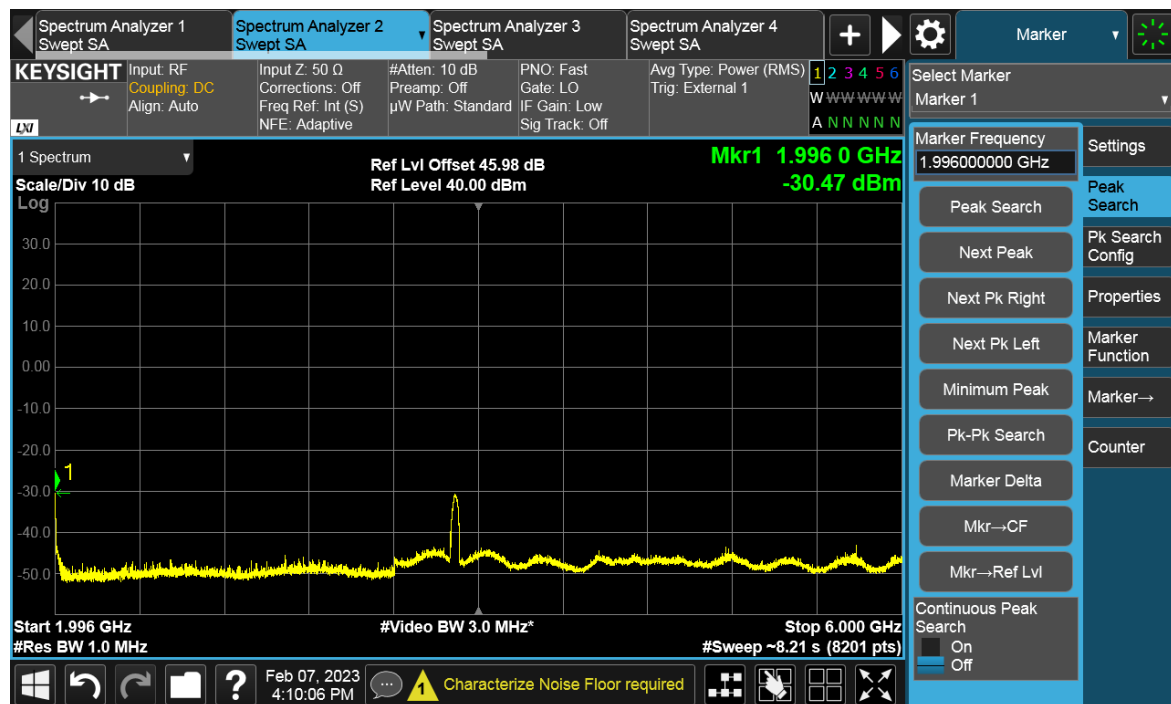 Spectrum Analyzer 1
Swept SA
Spectrum Analyzer 2
Swept SA
Spectrum Analyzer 3
Swept SA
Spectrum Analyzer 4
Swept SA
Marker
KEYSIGHT
LXI
Input: RF
Coupling: DC
Align: Auto
Input Z: 50 Ω
Corrections: Off
Freq Ref: Int (S)
NFE: Adaptive
#Atten: 10 dB
Preamp: Off
µW Path: Standard
PNO: Fast
Gate: LO
IF Gain: Low
Sig Track: Off
Avg Type: Power (RMS)
Trig: External 1
1 2 3 4 5 6
W W W W W W
A N N N N N
Select Marker
Marker 1
1 Spectrum
Scale/Div 10 dB
Log
Ref Lvl Offset 45.98 dB
Ref Level 40.00 dBm
Mkr1 1.996 0 GHz
-30.47 dBm
30.0
20.0
10.0
0.00
-10.0
-20.0
-30.0
-40.0
-50.0
1
Start 1.996 GHz
#Res BW 1.0 MHz
#Video BW 3.0 MHz*
Stop 6.000 GHz
#Sweep ~8.21 s (8201 pts)
Marker Frequency
1.996000000 GHz
Peak Search
Next Peak
Next Pk Right
Next Pk Left
Minimum Peak
Pk-Pk Search
Marker Delta
Mkr→CF
Mkr→Ref Lvl
Continuous Peak
Search
On
Off
Settings
Peak
Search
Pk Search
Config
Properties
Marker
Function
Marker→
Counter
?
Feb 07, 2023
4:10:06 PM
1
Characterize Noise Floor required